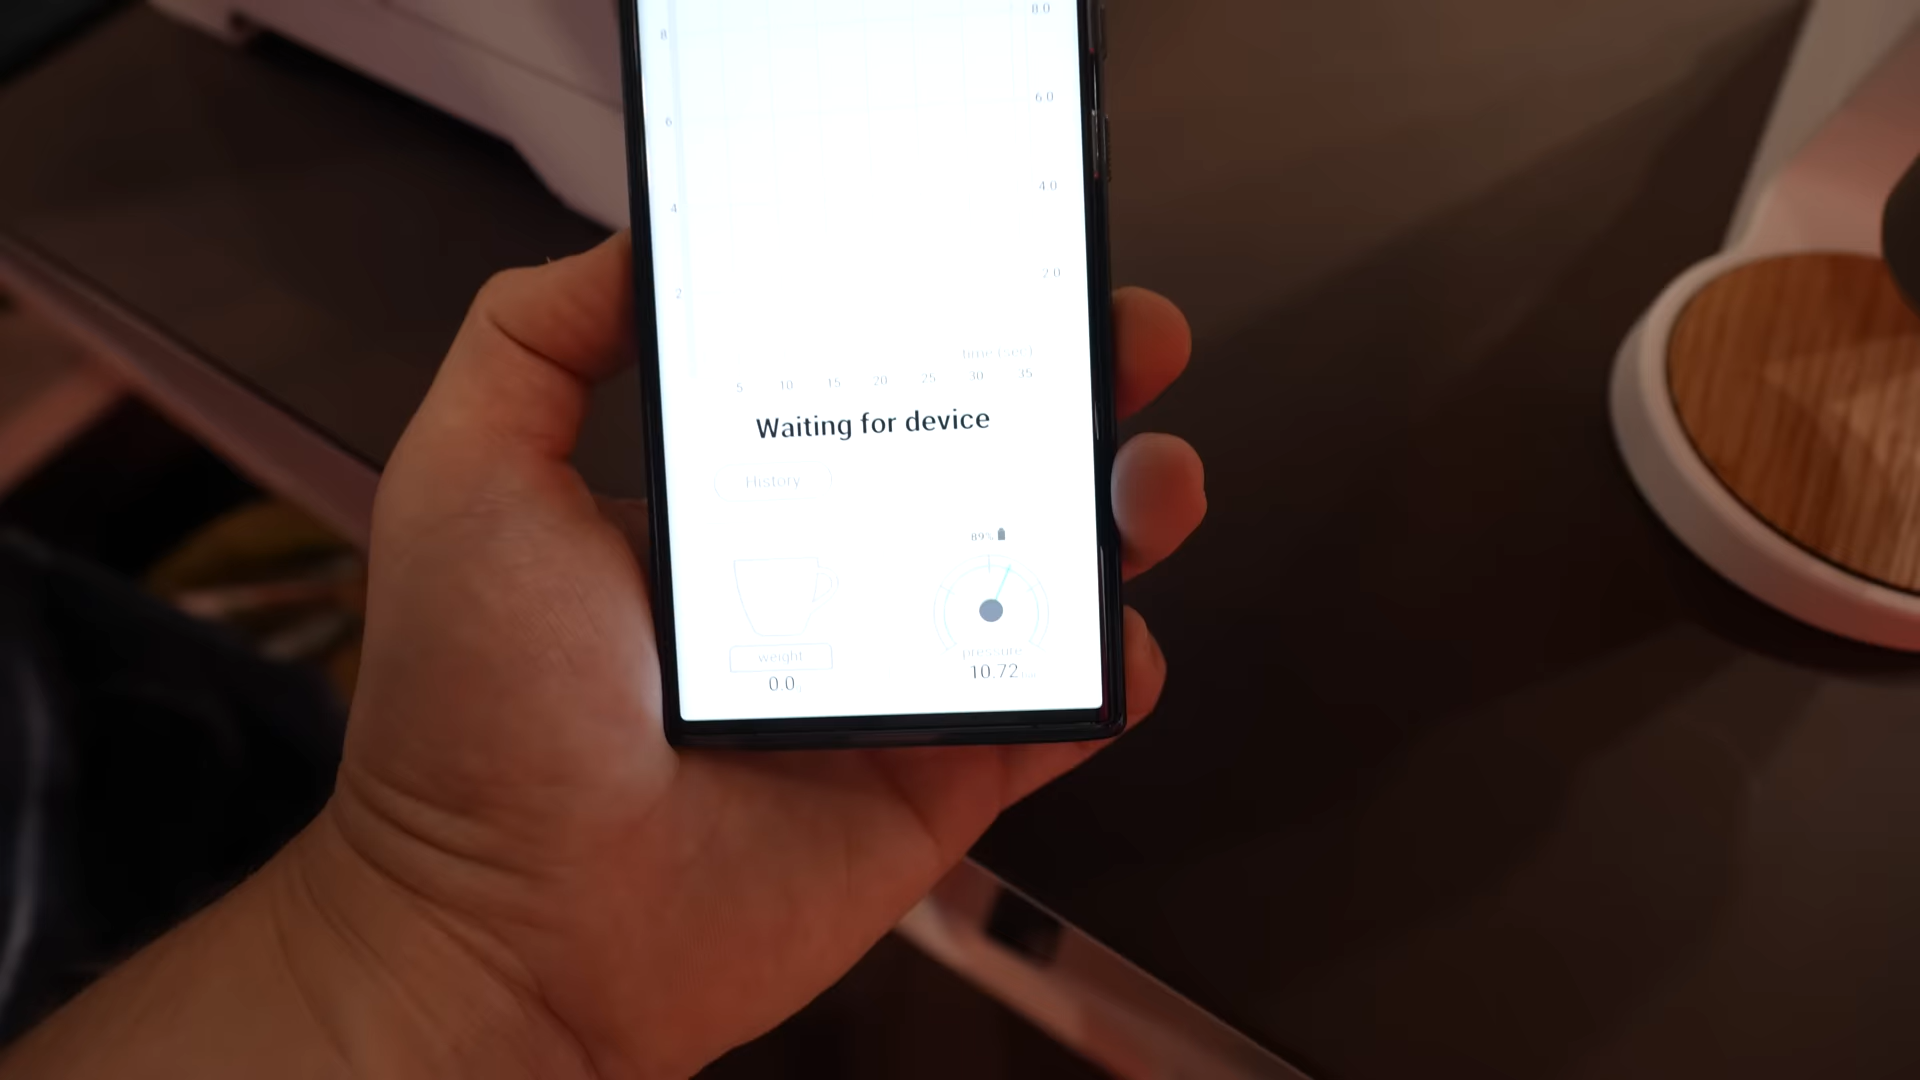 8.0
8
6.0
6
4.0
4
2.0
2
time (sec)
5 10 15 20 25 30 35
Waiting for device
History
89%
weight
0.0
pressure
10.72